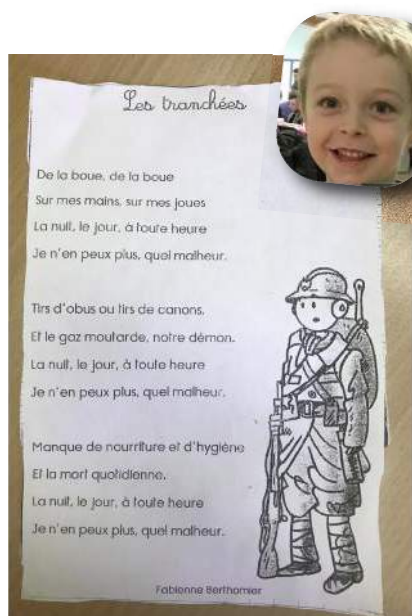 Les tranchées
De la boue, de la boue
Sur mes mains, sur mes joues
La nuit, le jour, à toute heure
Je n'en peux plus, quel malheur.
Tirs d'obus ou tirs de canons,
Et le gaz moutarde, notre démon.
La nuit, le jour, à toute heure
Je n'en peux plus, quel malheur.
Manque de nourriture et d'hygiène
Et la mort quotidienne.
La nuit, le jour, à toute heure
Je n'en peux plus, quel malheur.
Fabienne Berthomier